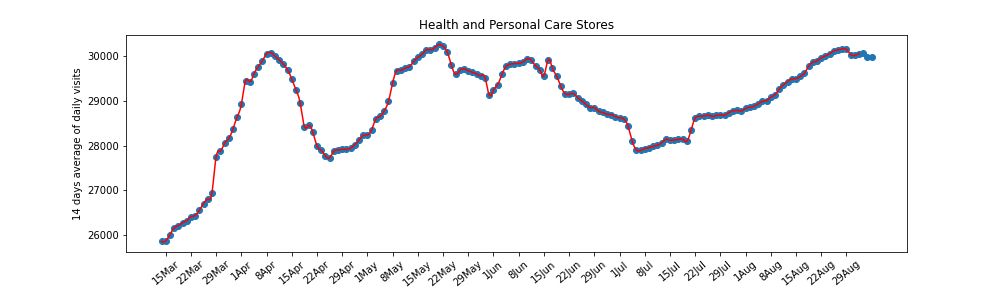 Health and Personal Care Stores
14 days average of daily visits
30000
29000
28000
27000
26000
15Mar 22Mar 29Mar 1Apr 8Apr 15Apr 22Apr 29Apr 1May 8May 15May 22May 29May 1Jun 8Jun 15Jun 22Jun 29Jun 1Jul 8Jul 15Jul 22Jul 29Jul 1Aug 8Aug 15Aug 22Aug 29Aug